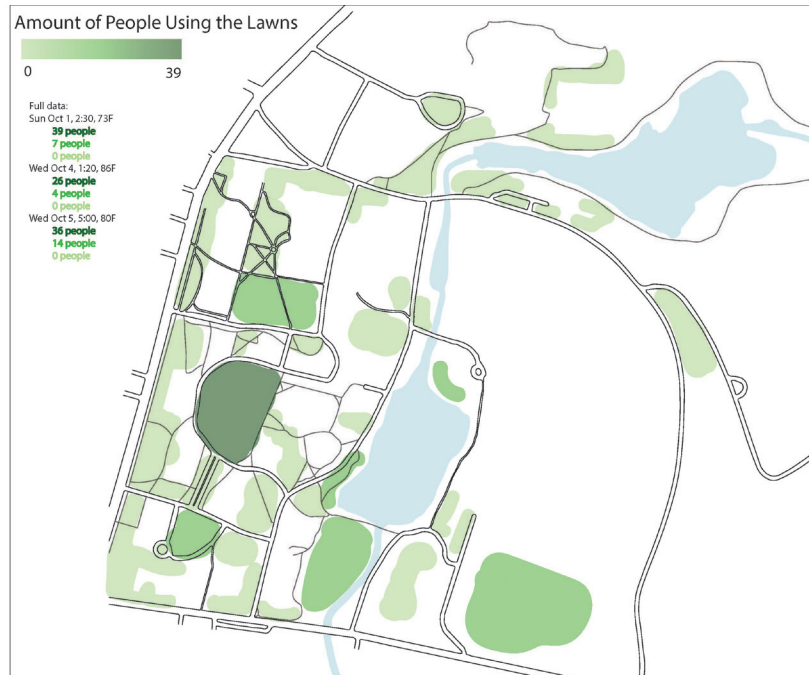 Amount of People Using the Lawns
0 39
Full data:
Sun Oct 1, 2:30, 73F
39 people
7 people
0 people
Wed Oct 4, 1:20, 86F
26 people
4 people
0 people
Wed Oct 5, 5:00, 80F
36 people
14 people
0 people